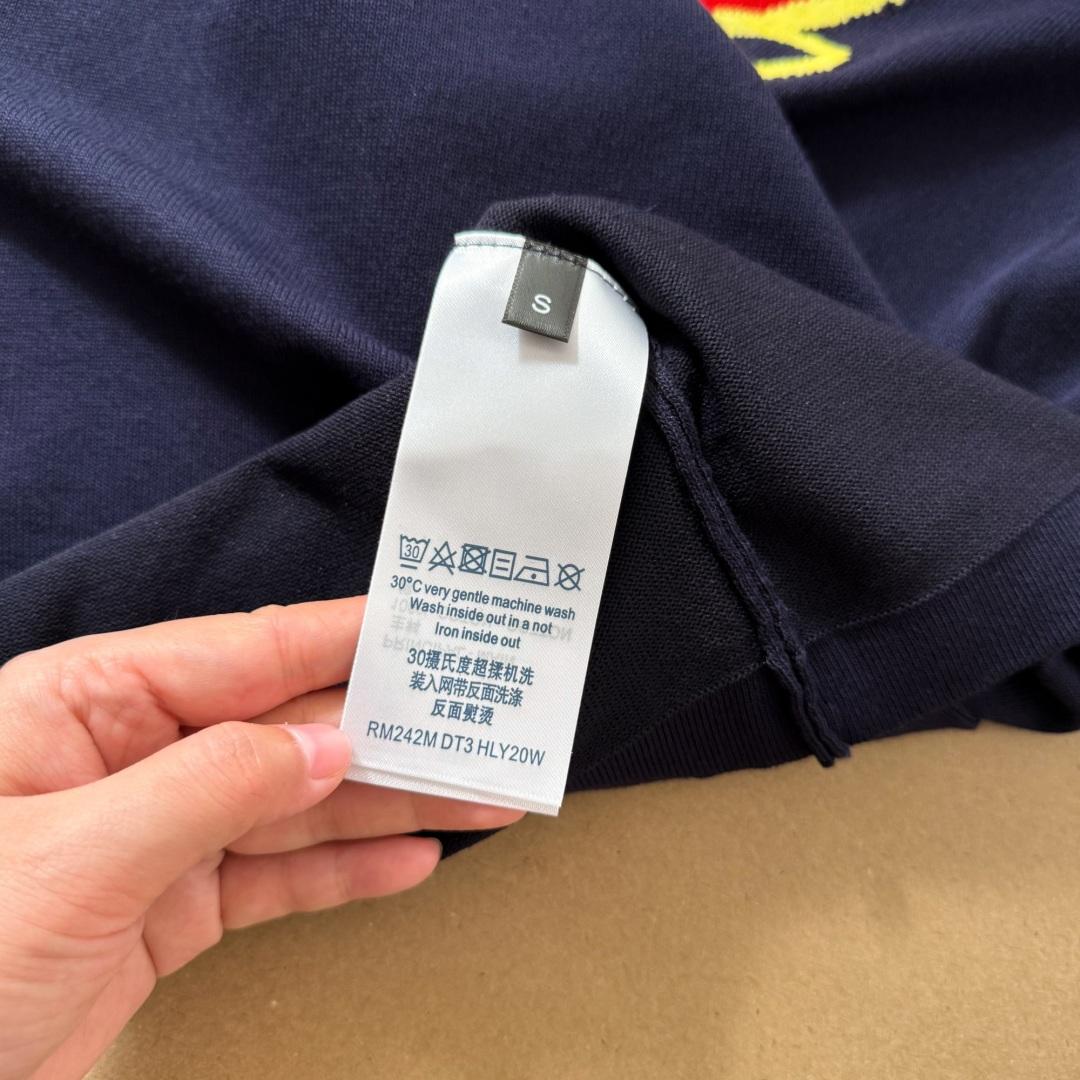 S
30
30°C very gentle machine wash
Wash inside out in a not
Iron inside out
30摄氏度超揉机洗
装入网带反面洗涤
反面熨烫
RM242M DT3 HLY20W